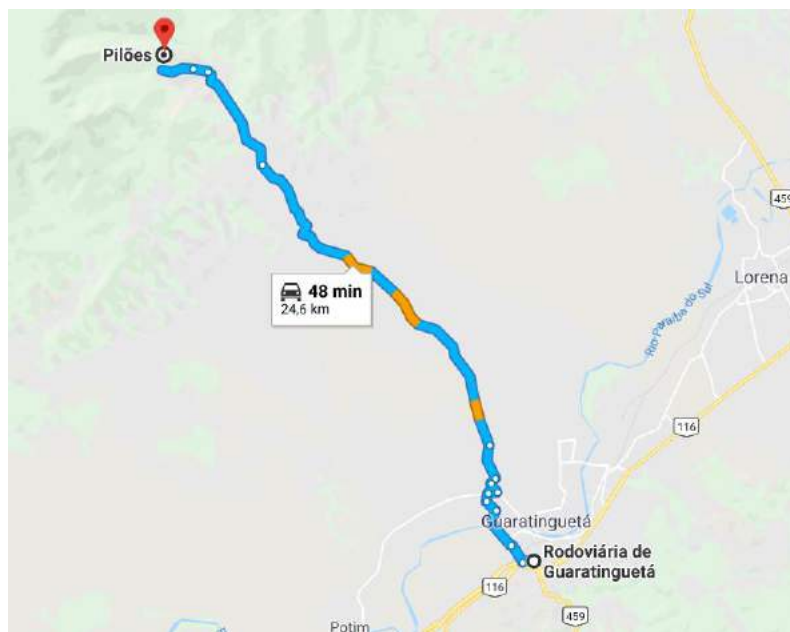 Pilões
459
Lorena
48 min
24,6 km
Rio Paraíba do Sul
116
Guaratinguetá
Rodoviária de
Guaratinguetá
116
459
Potim